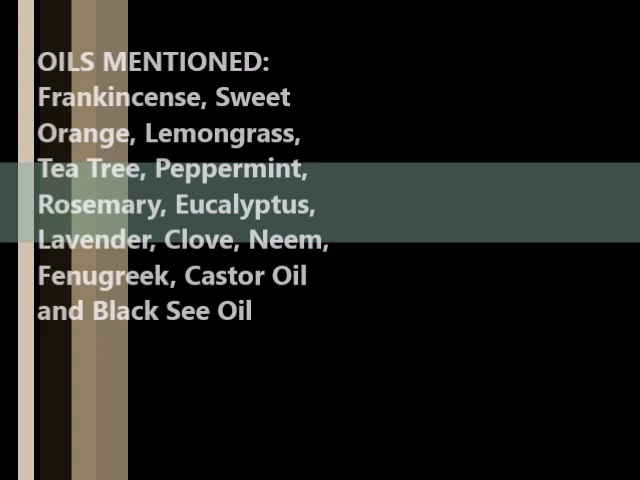 OILS MENTIONED:
Frankincense, Sweet
Orange, Lemongrass,
Tea Tree, Peppermint,
Rosemary, Eucalyptus,
Lavender, Clove, Neem,
Fenugreek, Castor Oil
and Black See Oil